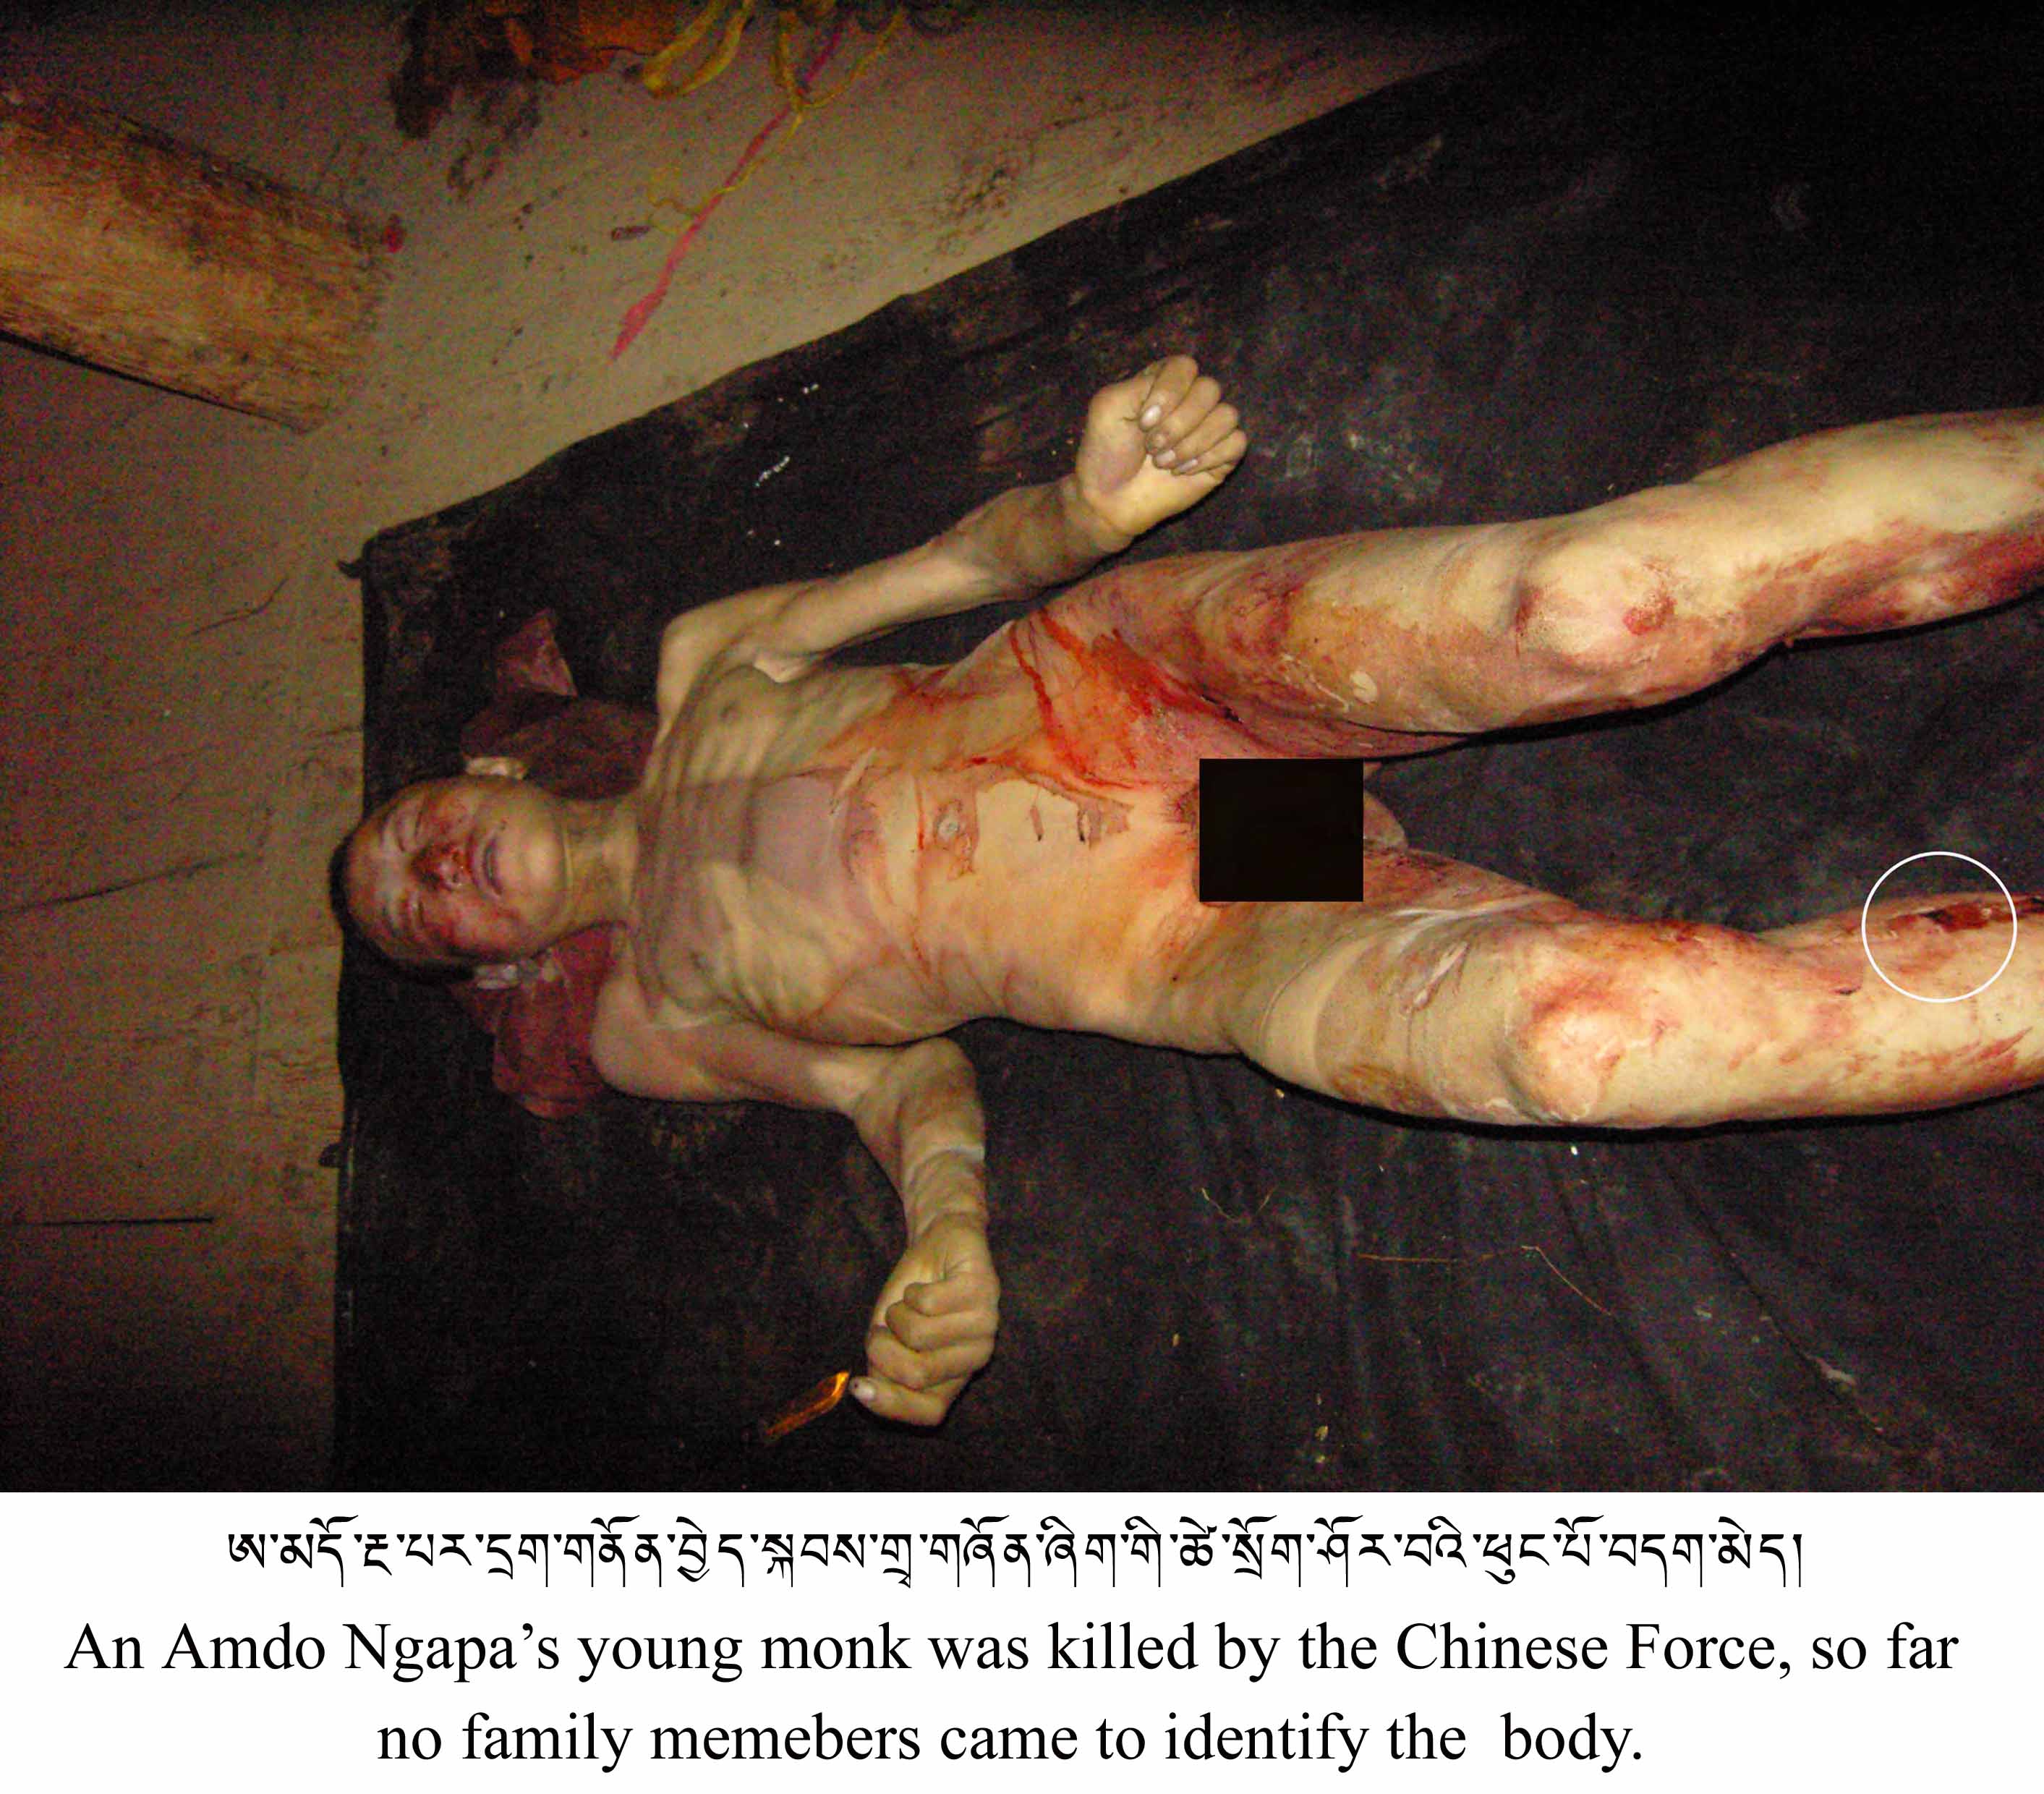 ཨ་མདོ་རྔ་པར་དྲག་གནོན་བྱེད་སྐབས་གྲྭ་གཞོན་ཞིག་གི་ཚེ་སྲོག་ཤོར་བའི་ཕུང་པོ་བདག་མེད།
An Amdo Ngapa’s young monk was killed by the Chinese Force, so far
no family memebers came to identify the body.